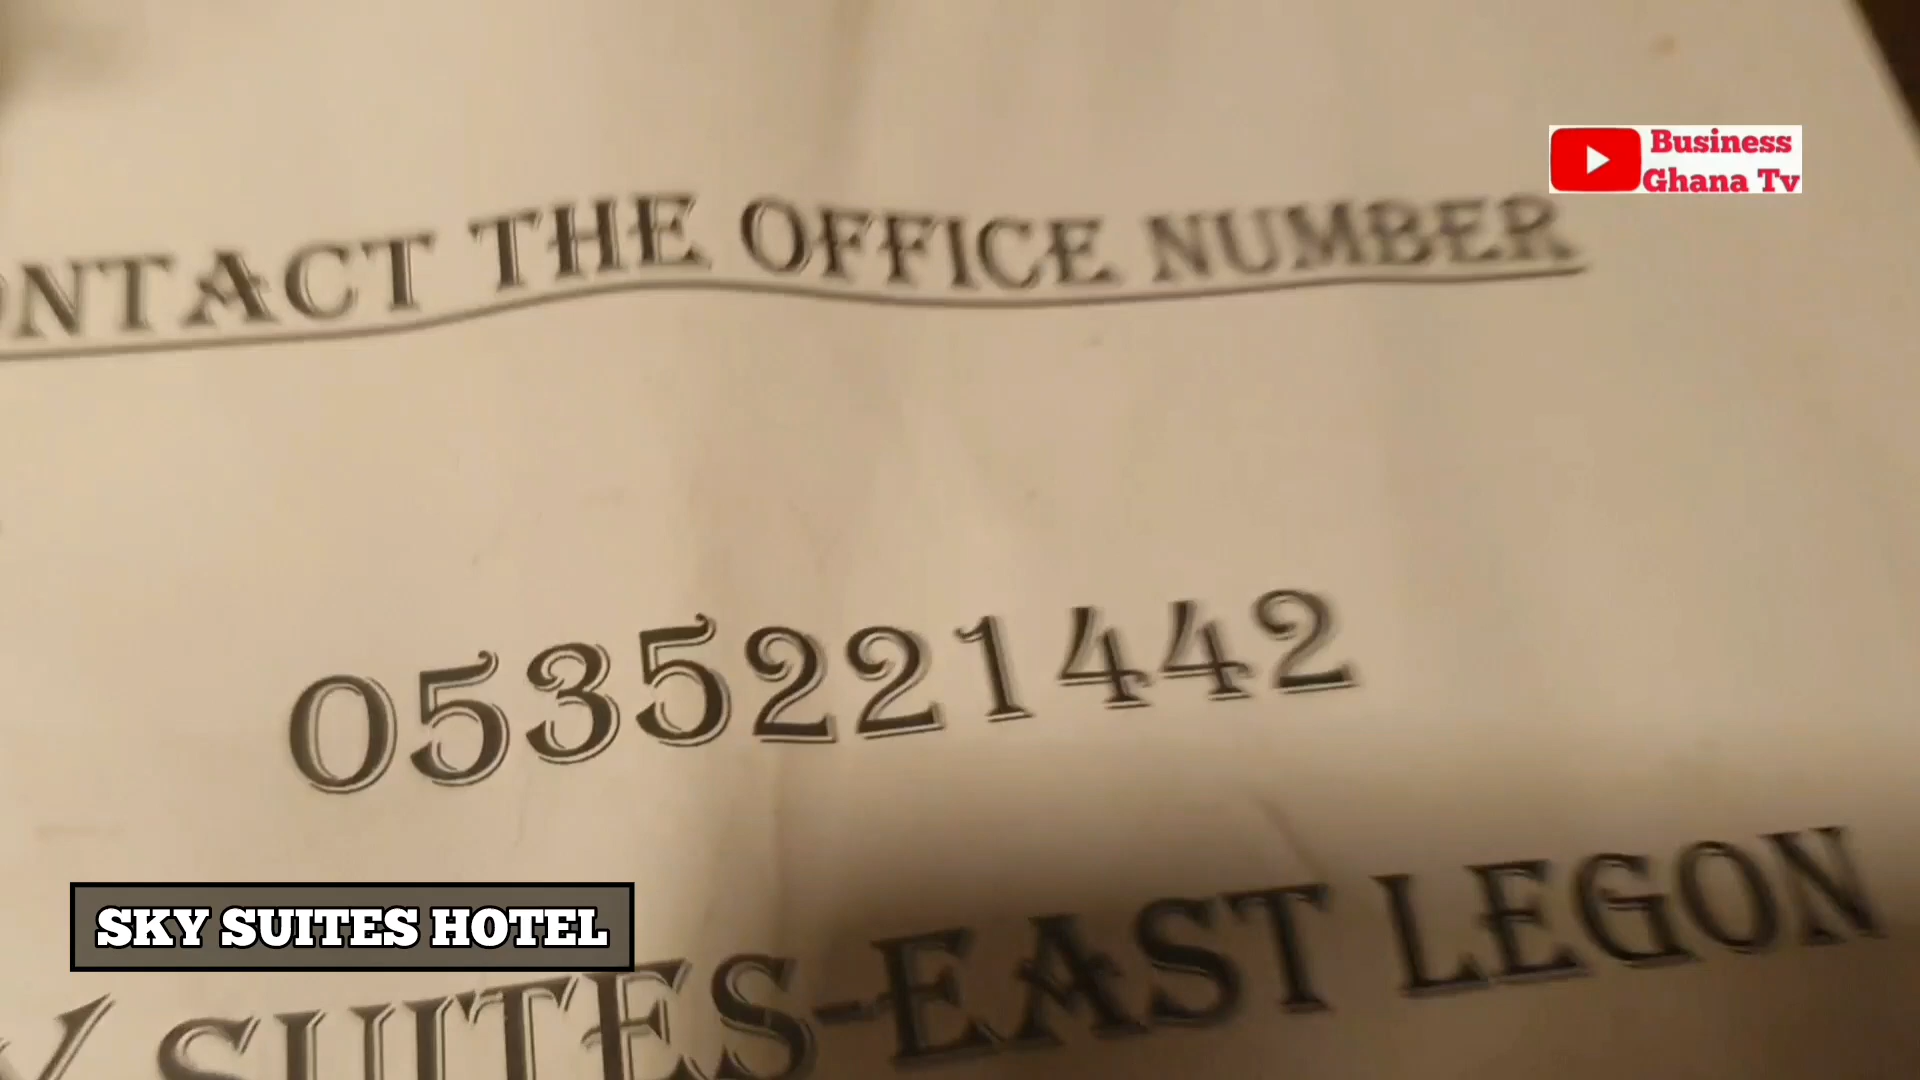 Business
Ghana Tv
ONTACT THE OFFICE NUMBER
0535221442
SKY SUITES HOTEL
Y SUITES-EAST LEGON